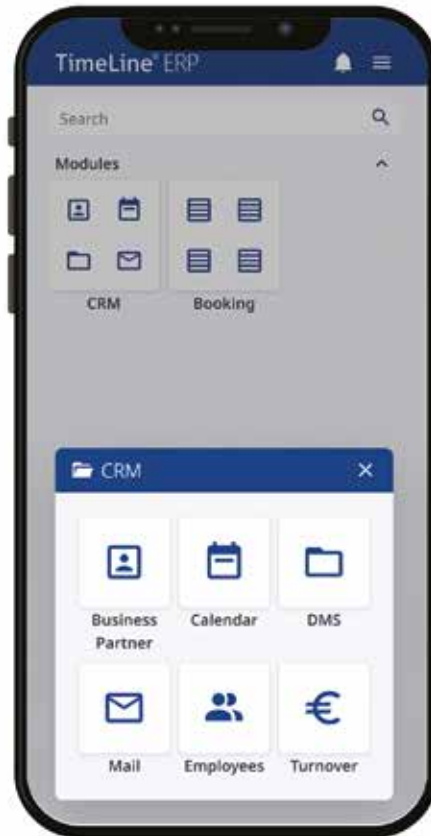 TimeLine® ERP
Search
Modules
CRM
Booking
CRM
Business
Partner
Calendar
DMS
Mail
Employees
Turnover